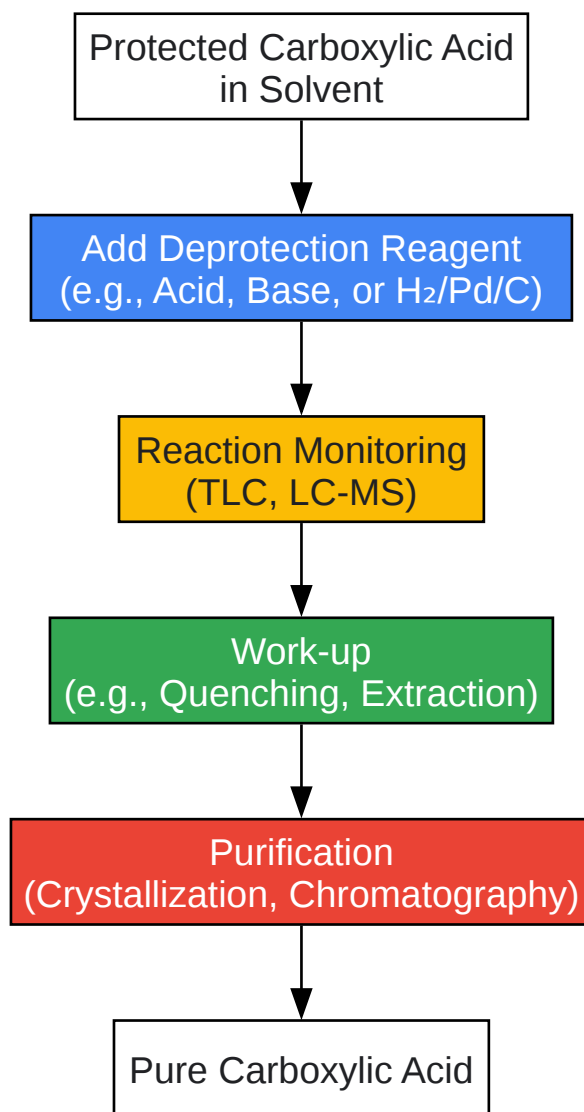 Protected Carboxylic Acid
in Solvent
Add Deprotection Reagent
(e.g., Acid, Base, or H₂/Pd/C)
Reaction Monitoring
(TLC, LC-MS)
Work-up
(e.g., Quenching, Extraction)
Purification
(Crystallization, Chromatography)
Pure Carboxylic Acid